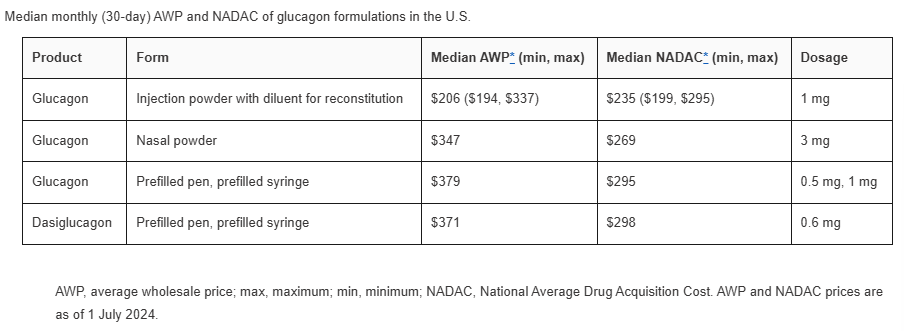 Median monthly (30-day) AWP and NADAC of glucagon formulations in the U.S.
Product Form Median AWP* (min, max) Median NADAC* (min, max) Dosage
Glucagon Injection powder with diluent for reconstitution $206 ($194, $337) $235 ($199, $295) 1 mg
Glucagon Nasal powder $347 $269 3 mg
Glucagon Prefilled pen, prefilled syringe $379 $295 0.5 mg, 1 mg
Dasiglucagon Prefilled pen, prefilled syringe $371 $298 0.6 mg
AWP, average wholesale price; max, maximum; min, minimum; NADAC, National Average Drug Acquisition Cost. AWP and NADAC prices are
as of 1 July 2024.